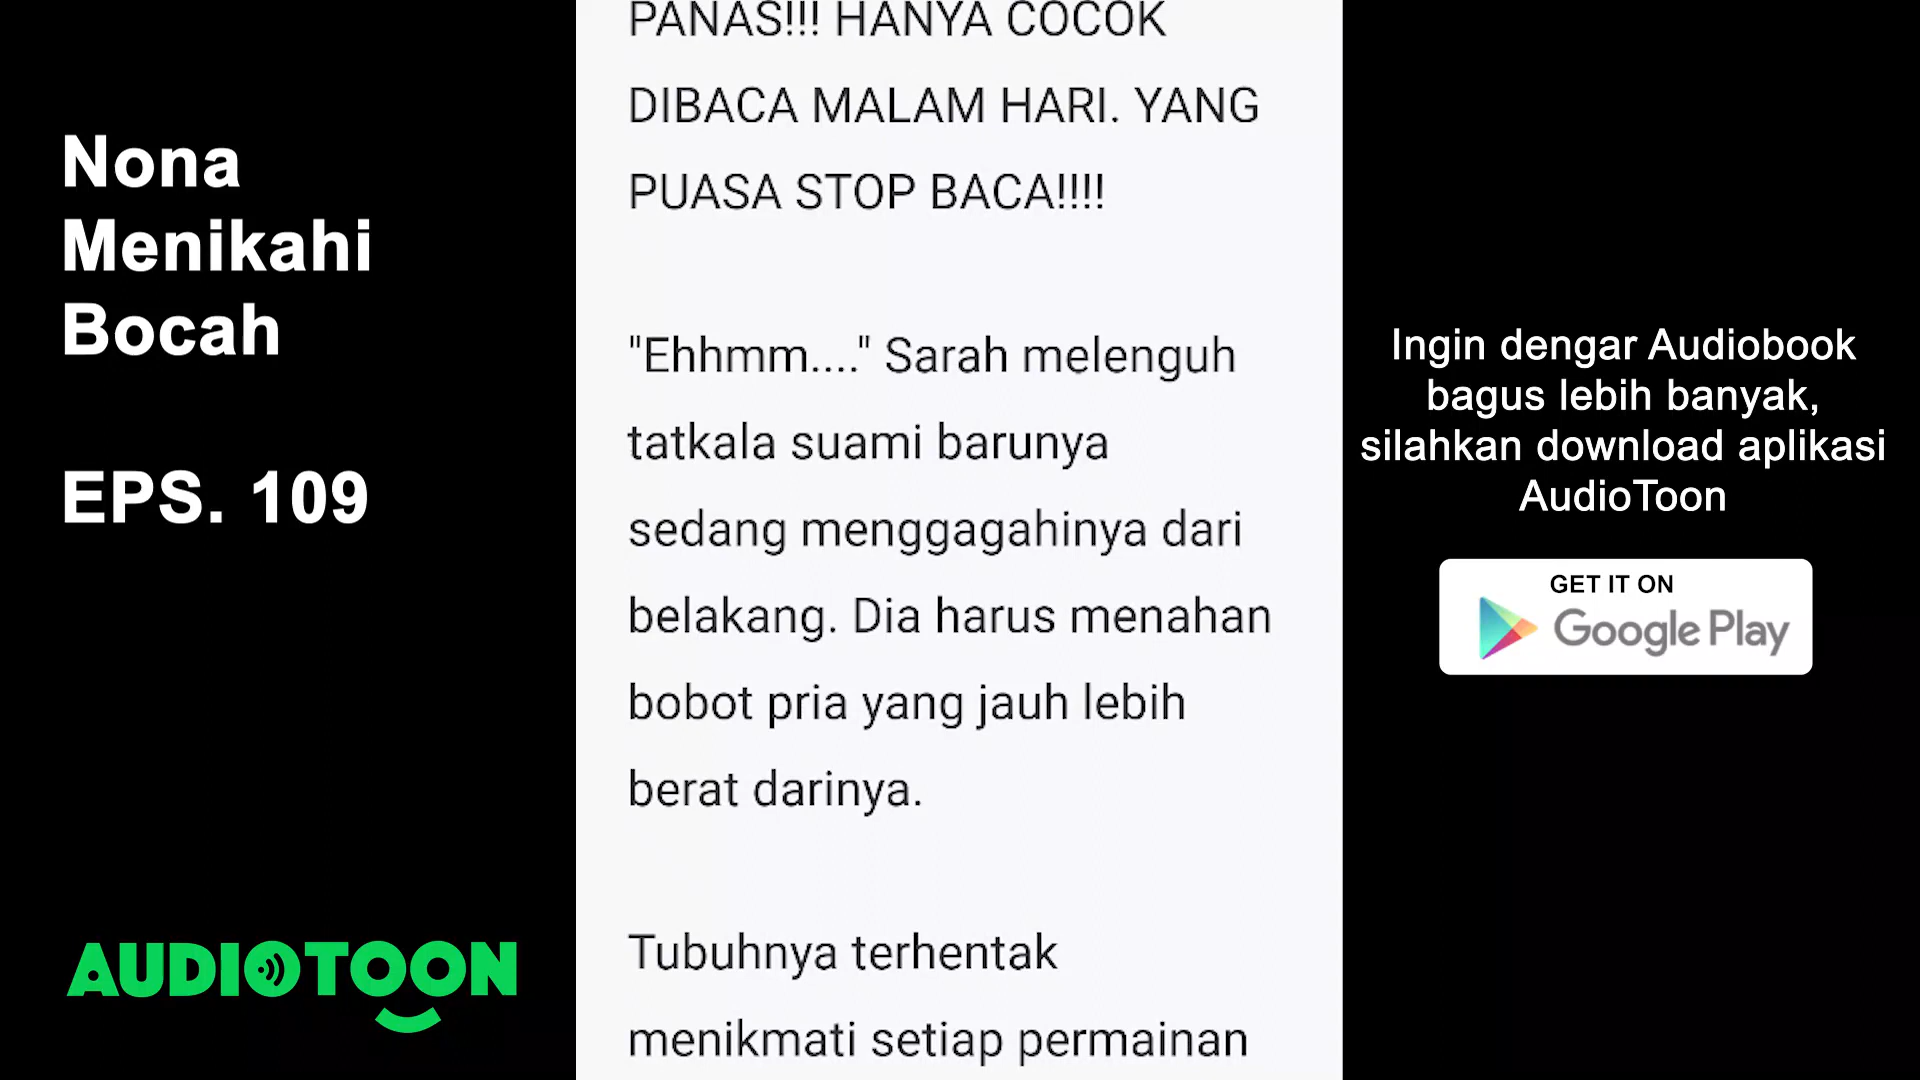 Nona
Menikahi
Bocah
EPS. 109
AUDIOTOON
PANAS!!! HANYA COCOK
DIBACA MALAM HARI. YANG
PUASA STOP BACA!!!!
"Ehhmm...." Sarah melenguh
tatkala suami barunya
sedang menggagahinya dari
belakang. Dia harus menahan
bobot pria yang jauh lebih
berat darinya.
Tubuhnya terhentak
menikmati setiap permainan
Ingin dengar Audiobook
bagus lebih banyak,
silahkan download aplikasi
AudioToon
GET IT ON
Google Play